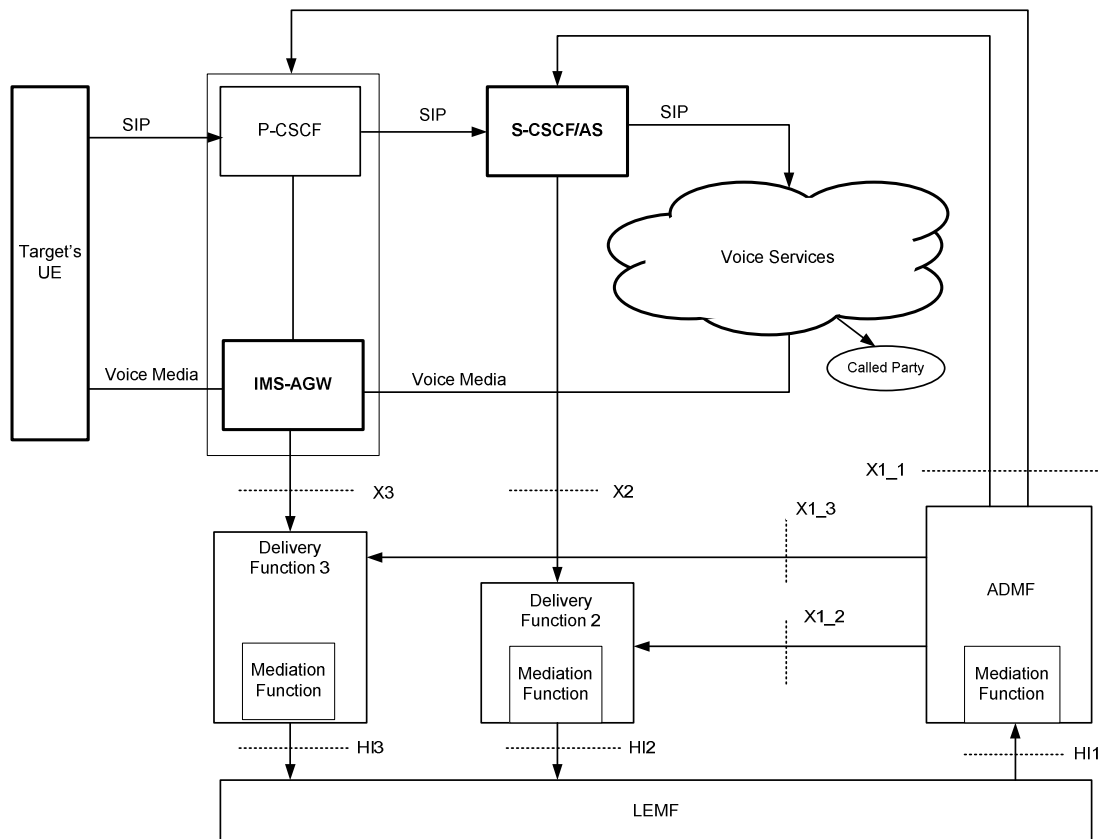 SIP
P-CSCF
SIP
S-CSCF/AS
SIP
Target's
UE
Voice Services
Voice Media
IMS-AGW
Voice Media
Called Party
X1_1
X3
X2
X1_3
Delivery
Function 3
Delivery
Function 2
X1_2
ADMF
Mediation
Function
Mediation
Function
Mediation
Function
HI3
HI2
HI1
LEMF